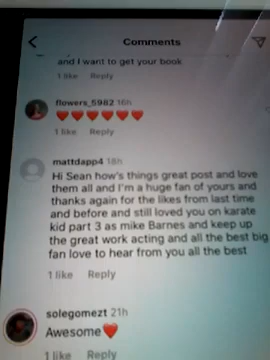 Comments
and I want to get your book
1 like Reply
flowers_5982 16h
❤️❤️❤️❤️❤️❤️
1 like Reply
mattdapp4 18h
Hi Sean how's things great post and love
them all and I'm a huge fan of yours and
thanks again for the likes from last time
and before and still loved you on karate
kid part 3 as mike Barnes and keep up
the great work acting and all the best big
fan love to hear from you all the best
1 like Reply
solegomezt 21h
Awesome❤️
1 like Reply